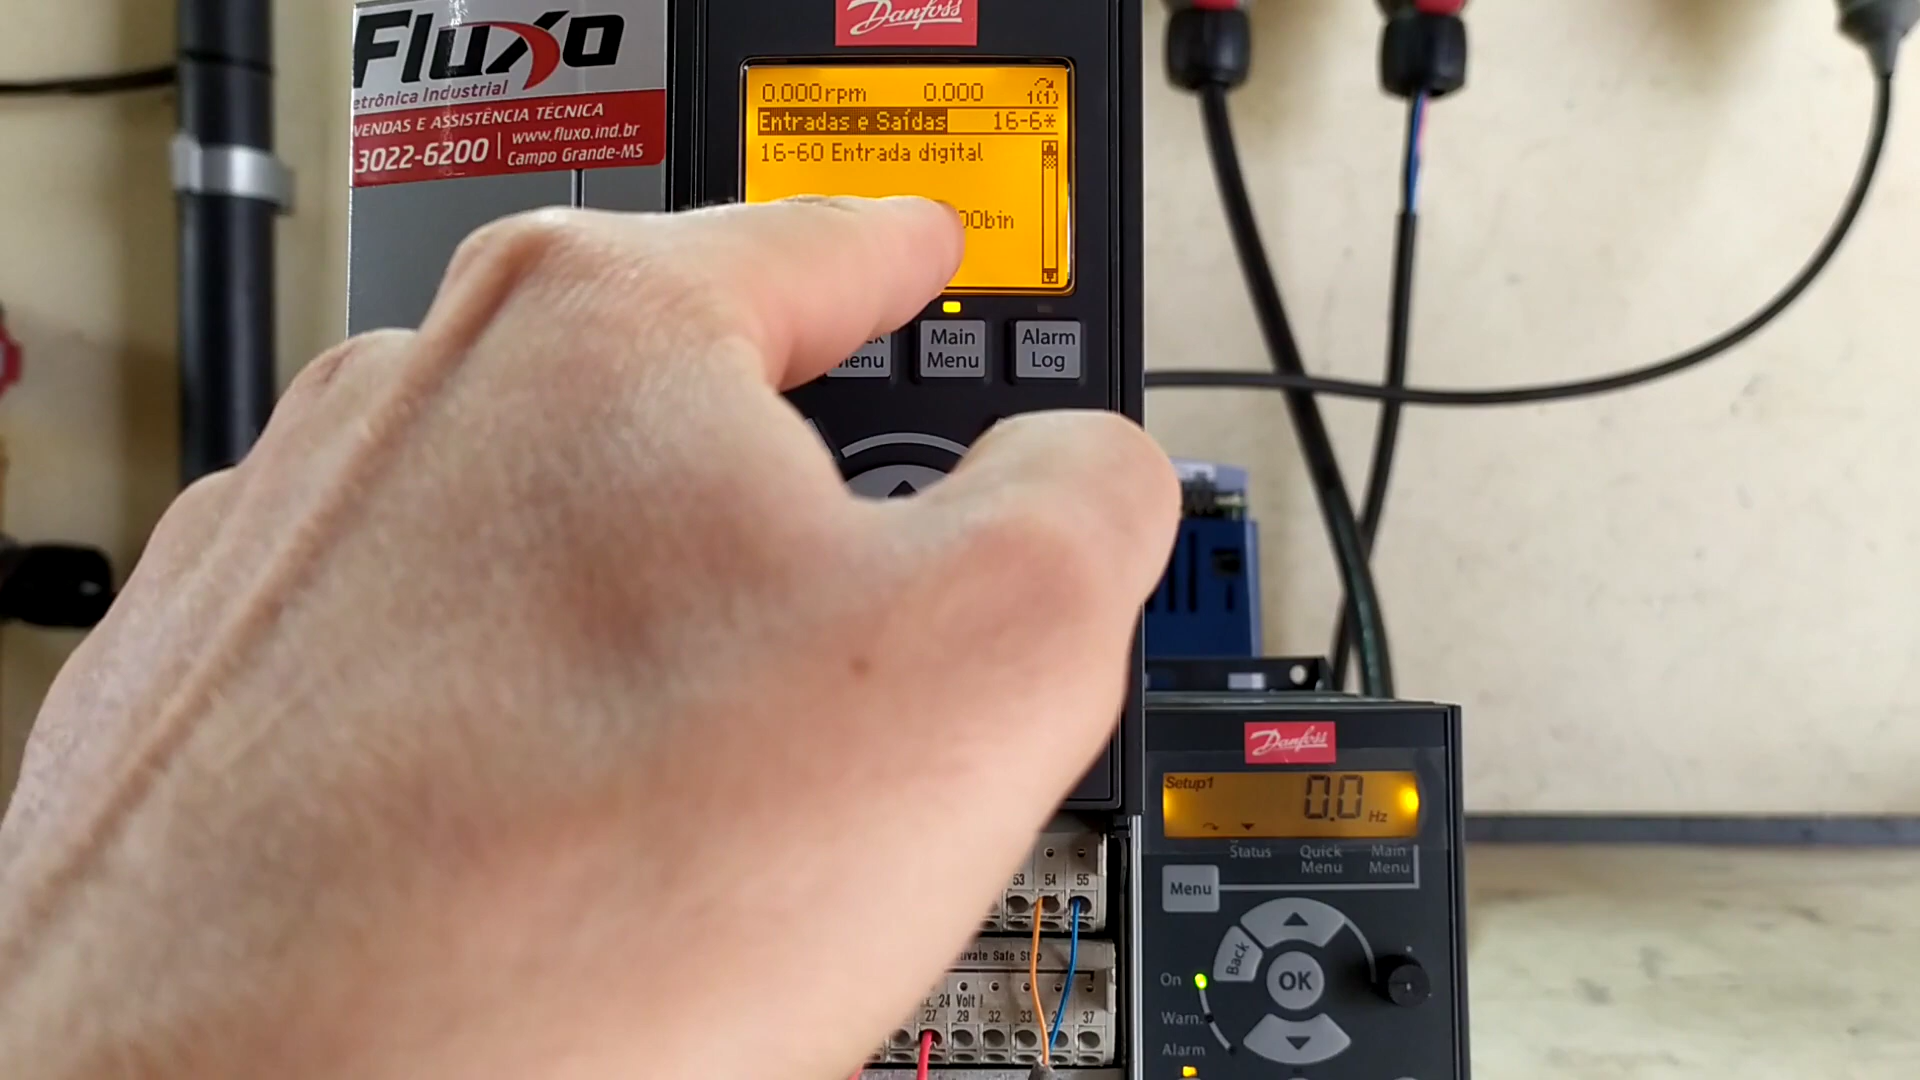 Fluxo
etrônica Industrial
VENDAS E ASSISTÊNCIA TÉCNICA
3022-6200 | www.fluxo.ind.br
Campo Grande-MS
Danfoss
0.000rpm 0.000 1(1)
Entradas e Saídas 16-6*
16-60 Entrada digital
00bin
Menu
Main Menu
Alarm Log
53 54 55
Safe
24 Volt !
27 29 32 33 37
Danfoss
Setup1 0.0 Hz
Status Quick Menu Main Menu
Menu
Back
OK
On
Warn.
Alarm